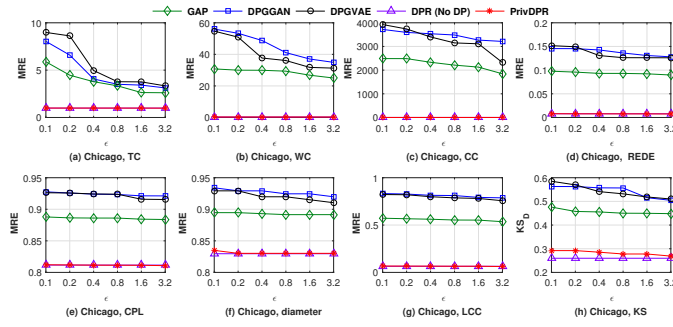 GAP DPGGAN DPGVAE DPR (No DP) PrivDPR
MRE
15
10
5
0
0.1 0.2 0.4 0.8 1.6 3.2
ϵ
(a) Chicago, TC
MRE
60
40
20
0
0.1 0.2 0.4 0.8 1.6 3.2
ϵ
(b) Chicago, WC
MRE
4000
3000
2000
1000
0
0.1 0.2 0.4 0.8 1.6 3.2
ϵ
(c) Chicago, CC
MRE
0.2
0.15
0.1
0.05
0
0.1 0.2 0.4 0.8 1.6 3.2
ϵ
(d) Chicago, REDE
MRE
0.95
0.9
0.85
0.8
0.1 0.2 0.4 0.8 1.6 3.2
ϵ
(e) Chicago, CPL
MRE
0.95
0.9
0.85
0.8
0.1 0.2 0.4 0.8 1.6 3.2
ϵ
(f) Chicago, diameter
MRE
1
0.5
0
0.1 0.2 0.4 0.8 1.6 3.2
ϵ
(g) Chicago, LCC
KS_D
0.6
0.5
0.4
0.3
0.2
0.1 0.2 0.4 0.8 1.6 3.2
ϵ
(h) Chicago, KS